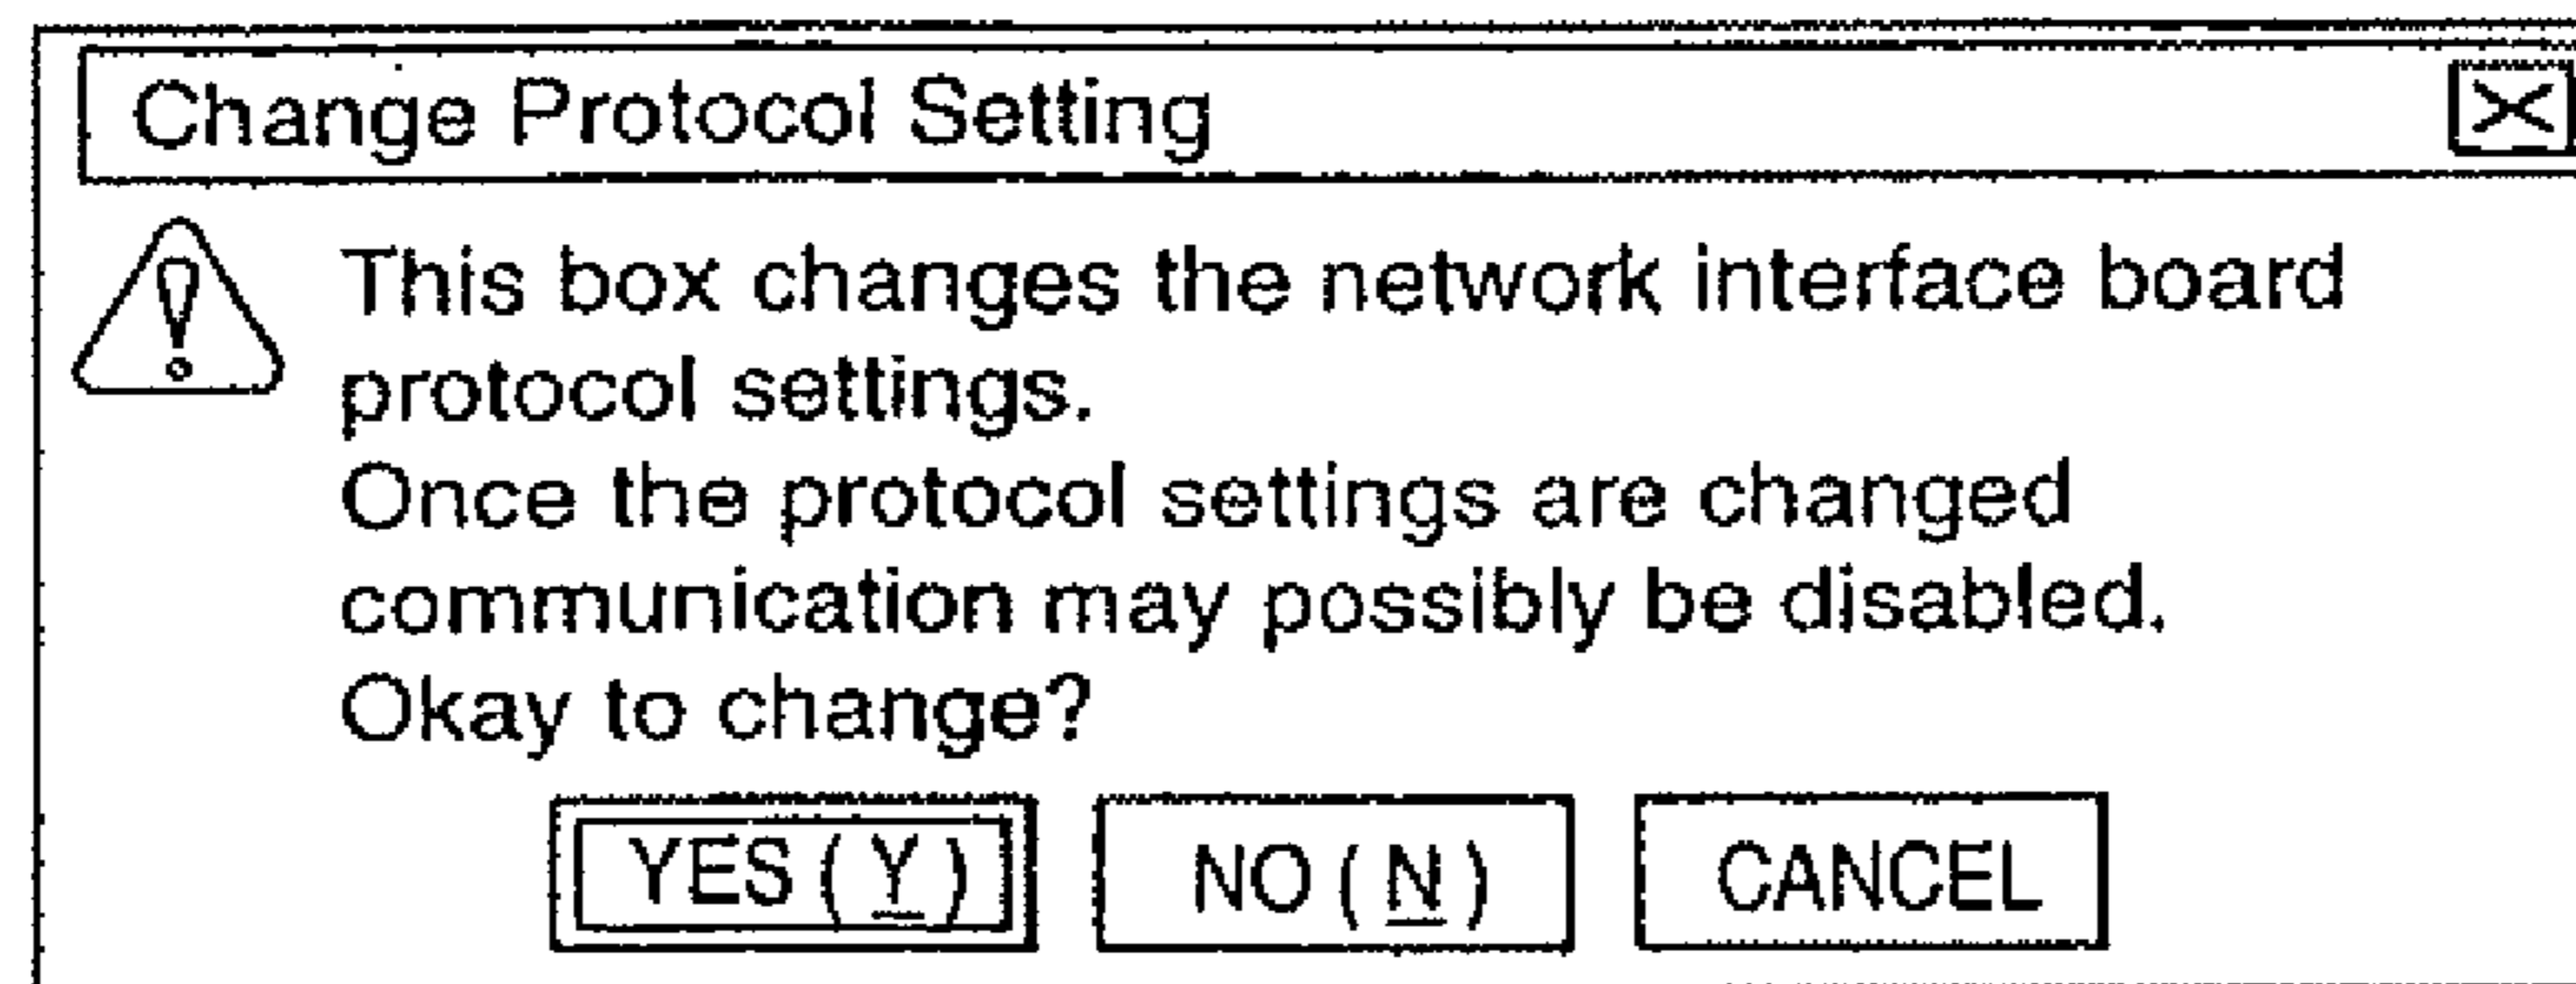 Change Protocol Setting
This box changes the network interface board
protocol settings.
Once the protocol settings are changed
communication may possibly be disabled.
Okay to change?
YES ( Y ) NO ( N ) CANCEL